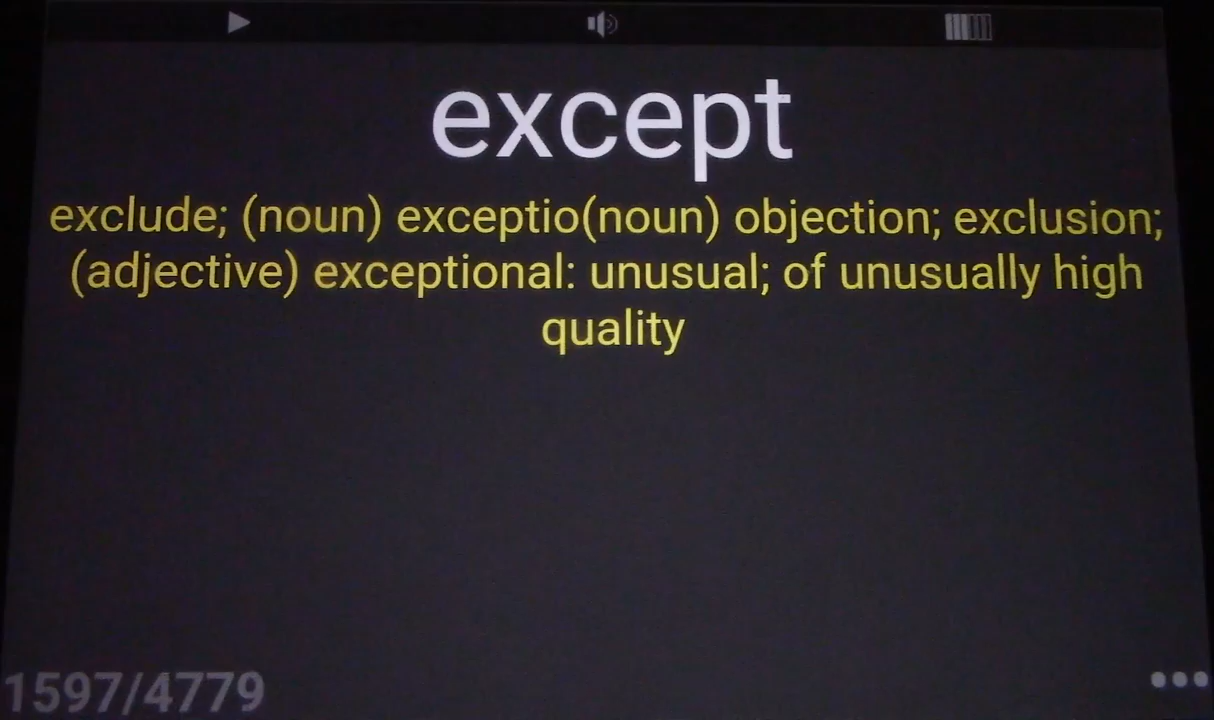 except
exclude; (noun) exceptio(noun) objection; exclusion;
(adjective) exceptional: unusual; of unusually high
quality
1597/4779